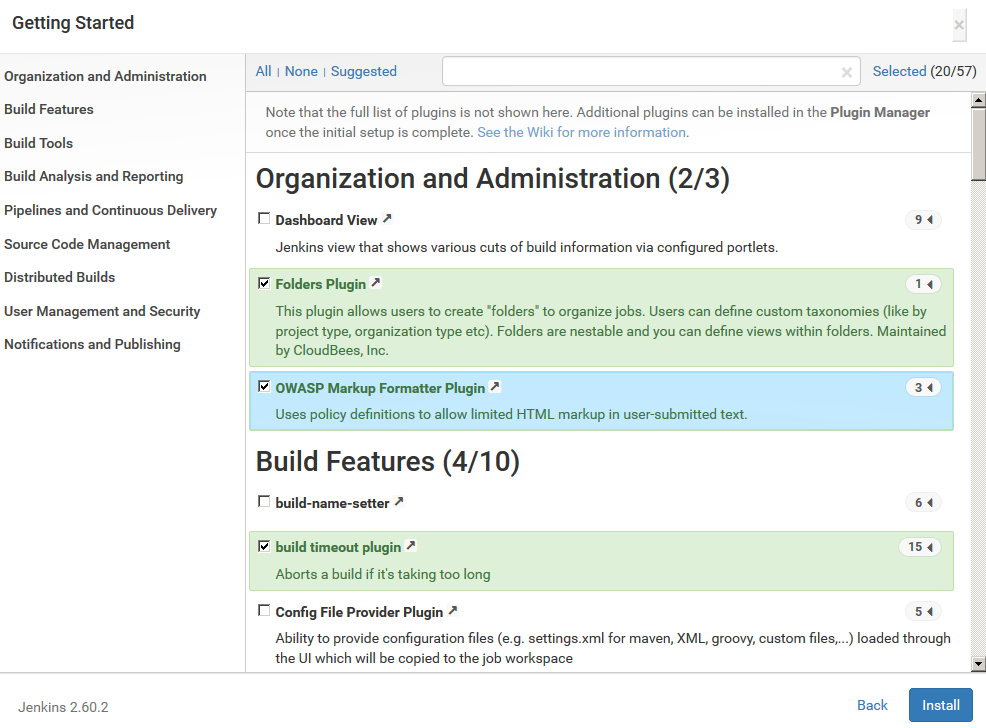 Getting Started
×
Organization and Administration
Build Features
Build Tools
Build Analysis and Reporting
Pipelines and Continuous Delivery
Source Code Management
Distributed Builds
User Management and Security
Notifications and Publishing
All | None | Suggested
×
Selected (20/57)
Note that the full list of plugins is not shown here. Additional plugins can be installed in the Plugin Manager
once the initial setup is complete. See the Wiki for more information.
Organization and Administration (2/3)
Dashboard View 9
Jenkins view that shows various cuts of build information via configured portlets.
Folders Plugin 1
This plugin allows users to create "folders" to organize jobs. Users can define custom taxonomies (like by
project type, organization type etc). Folders are nestable and you can define views within folders. Maintained
by CloudBees, Inc.
OWASP Markup Formatter Plugin 3
Uses policy definitions to allow limited HTML markup in user-submitted text.
Build Features (4/10)
build-name-setter 6
build timeout plugin 15
Aborts a build if it's taking too long
Config File Provider Plugin 5
Ability to provide configuration files (e.g. settings.xml for maven, XML, groovy, custom files,...) loaded through
the UI which will be copied to the job workspace
Jenkins 2.60.2
Back
Install